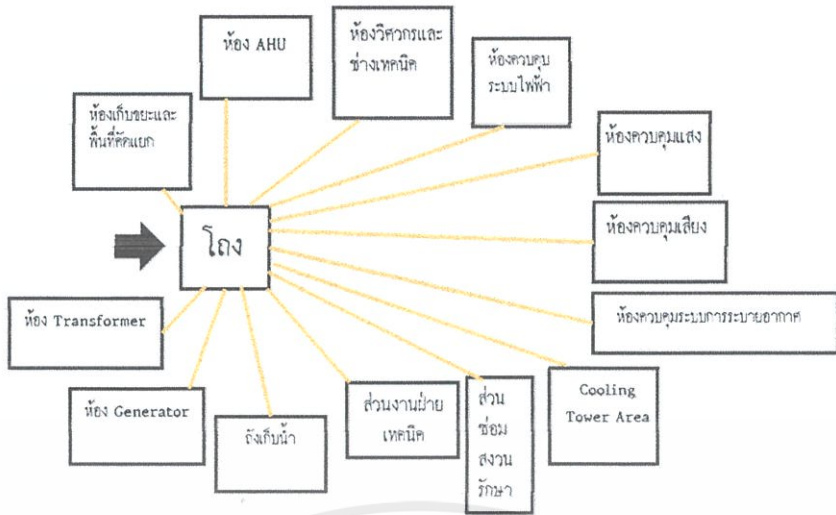 ห้อง AHU
ห้องวิศวกรและ
ช่างเทคนิค
ห้องควบคุม
ระบบไฟฟ้า
ห้องเก็บขยะและ
พื้นที่คัดแยก
ห้องควบคุมแสง
โถง
ห้องควบคุมเสียง
ห้องควบคุมระบบการระบายอากาศ
ห้อง Transformer
ห้อง Generator
ถังเก็บน้ำ
ส่วนงานฝ่าย
เทคนิค
ส่วน
ซ่อม
สงวน
รักษา
Cooling
Tower Area